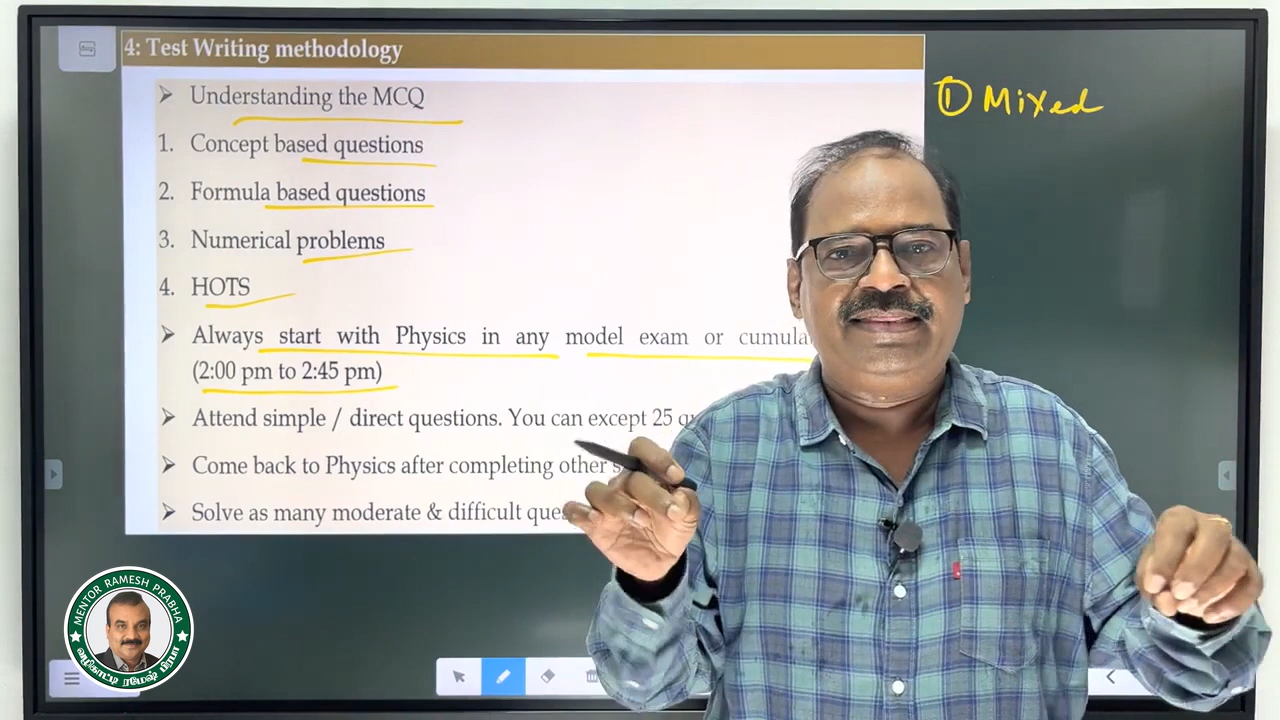 4: Test Writing methodology
① Mixed
➢ Understanding the MCQ
1. Concept based questions
2. Formula based questions
3. Numerical problems
4. HOTS
➢ Always start with Physics in any model exam or
(2:00 pm to 2:45 pm)
➢ Attend simple / direct questions. You can except 25
➢ Come back to Physics after completing other
➢ Solve as many moderate & difficult
MENTOR RAMESH PRABHA
வழிகாட்டி ரமேஷ் பிரபா